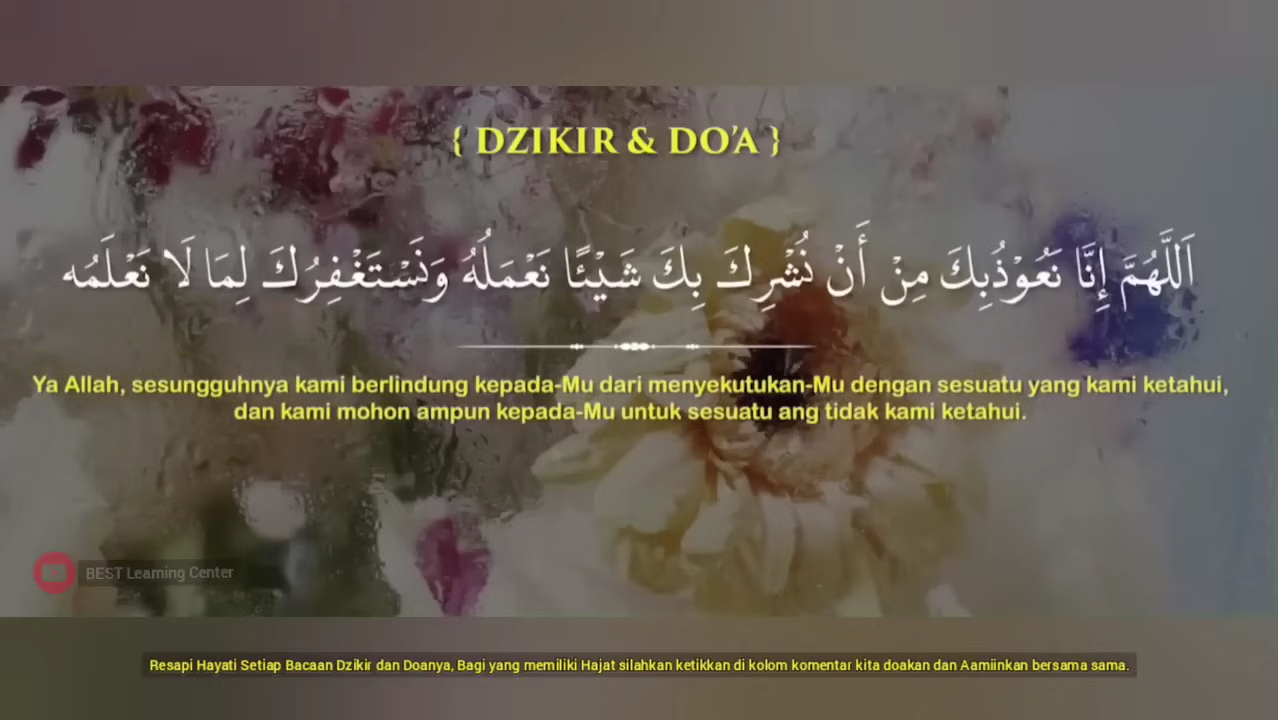 { DZIKIR & DO’A }
اَللَّهُمَّ إِنَّا نَعُوْذُبِكَ مِنْ أَنْ نُشْرِكَ بِكَ شَيْئًا نَعْمَلَهُ وَنَسْتَغْفِرُكَ لِمَا لَا نَعْلَمُه
Ya Allah, sesungguhnya kami berlindung kepada-Mu dari menyekutukan-Mu dengan sesuatu yang kami ketahui,
dan kami mohon ampun kepada-Mu untuk sesuatu ang tidak kami ketahui.
BEST Learning Center
Resapi Hayati Setiap Bacaan Dzikir dan Doanya, Bagi yang memiliki Hajat silahkan ketikkan di kolom komentar kita doakan dan Aamiinkan bersama sama.